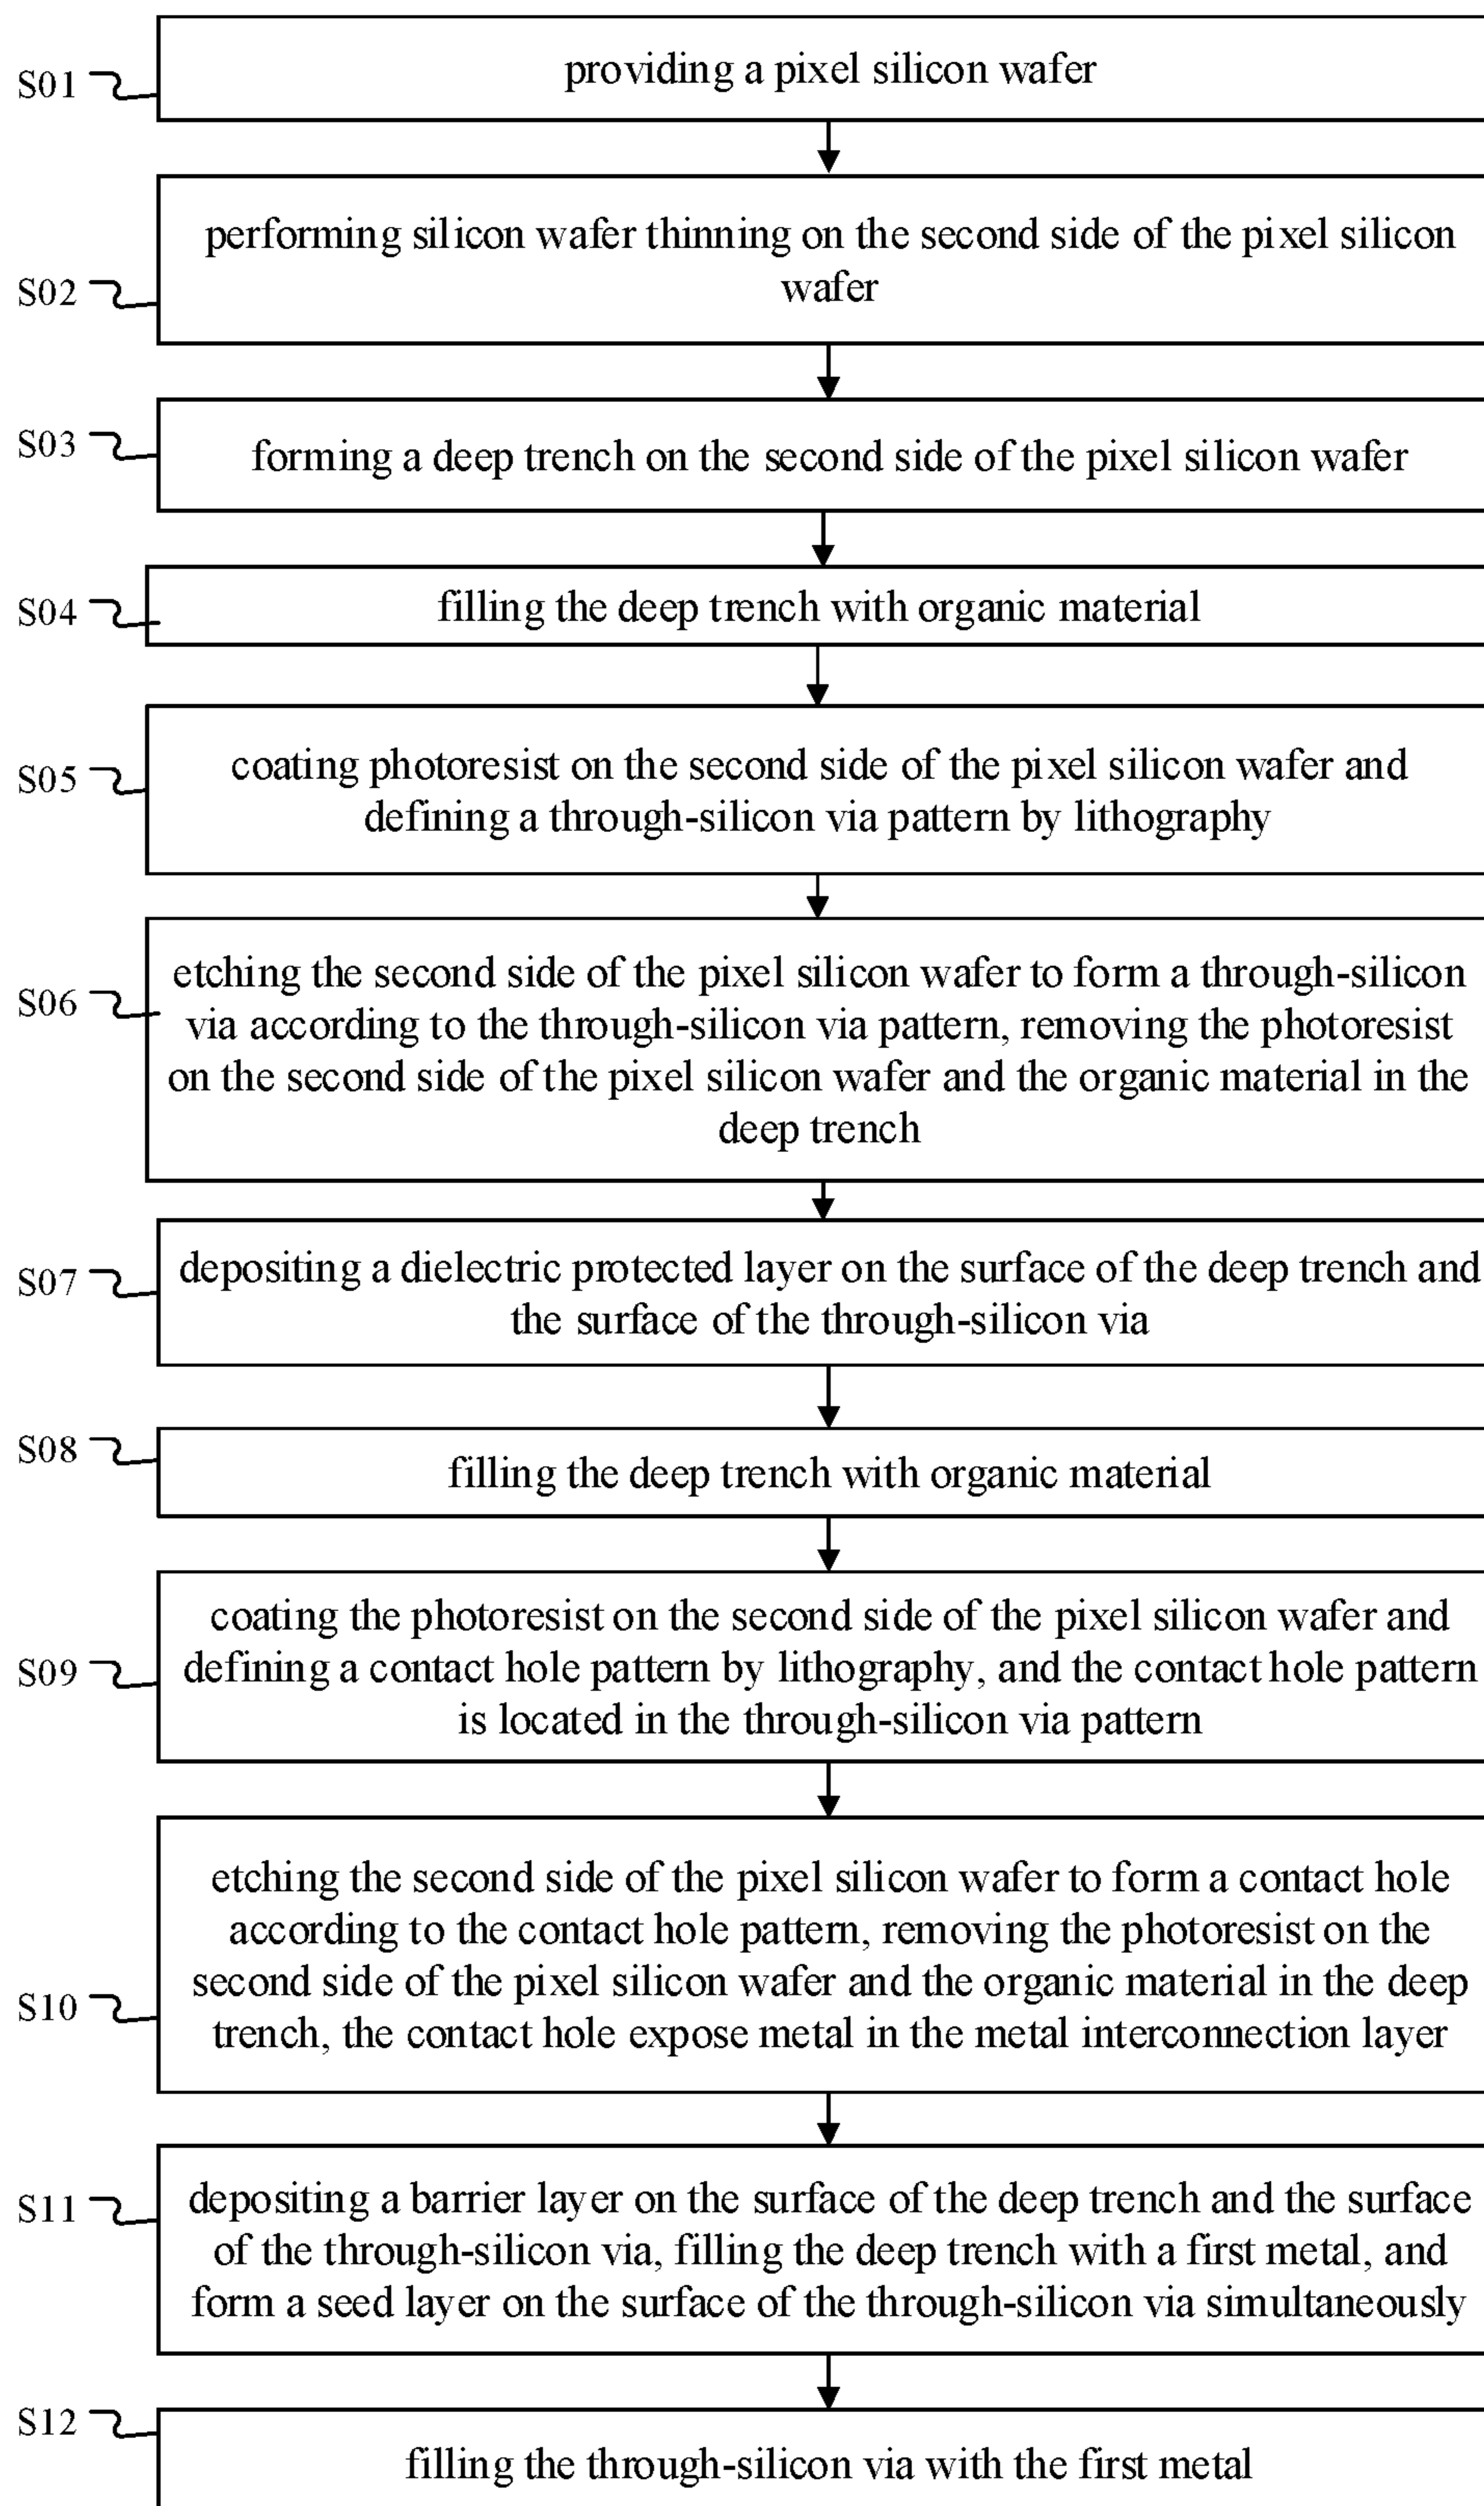 S01
providing a pixel silicon wafer
S02
performing silicon wafer thinning on the second side of the pixel silicon
wafer
S03
forming a deep trench on the second side of the pixel silicon wafer
S04
filling the deep trench with organic material
S05
coating photoresist on the second side of the pixel silicon wafer and
defining a through-silicon via pattern by lithography
S06
etching the second side of the pixel silicon wafer to form a through-silicon
via according to the through-silicon via pattern, removing the photoresist
on the second side of the pixel silicon wafer and the organic material in the
deep trench
S07
depositing a dielectric protected layer on the surface of the deep trench and
the surface of the through-silicon via
S08
filling the deep trench with organic material
S09
coating the photoresist on the second side of the pixel silicon wafer and
defining a contact hole pattern by lithography, and the contact hole pattern
is located in the through-silicon via pattern
S10
etching the second side of the pixel silicon wafer to form a contact hole
according to the contact hole pattern, removing the photoresist on the
second side of the pixel silicon wafer and the organic material in the deep
trench, the contact hole expose metal in the metal interconnection layer
S11
depositing a barrier layer on the surface of the deep trench and the surface
of the through-silicon via, filling the deep trench with a first metal, and
form a seed layer on the surface of the through-silicon via simultaneously
S12
filling the through-silicon via with the first metal